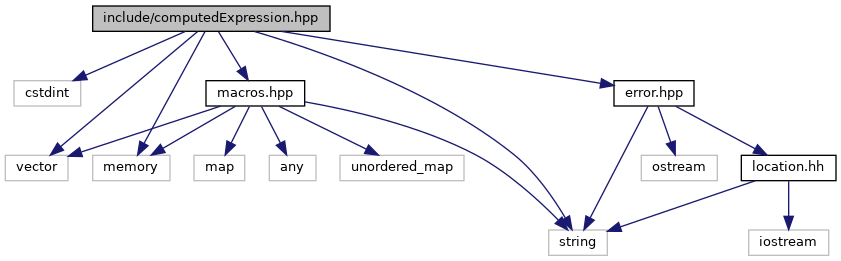 include/computedExpression.hpp
cstdint
macros.hpp
error.hpp
vector
memory
map
any
unordered_map
ostream
location.hh
string
iostream